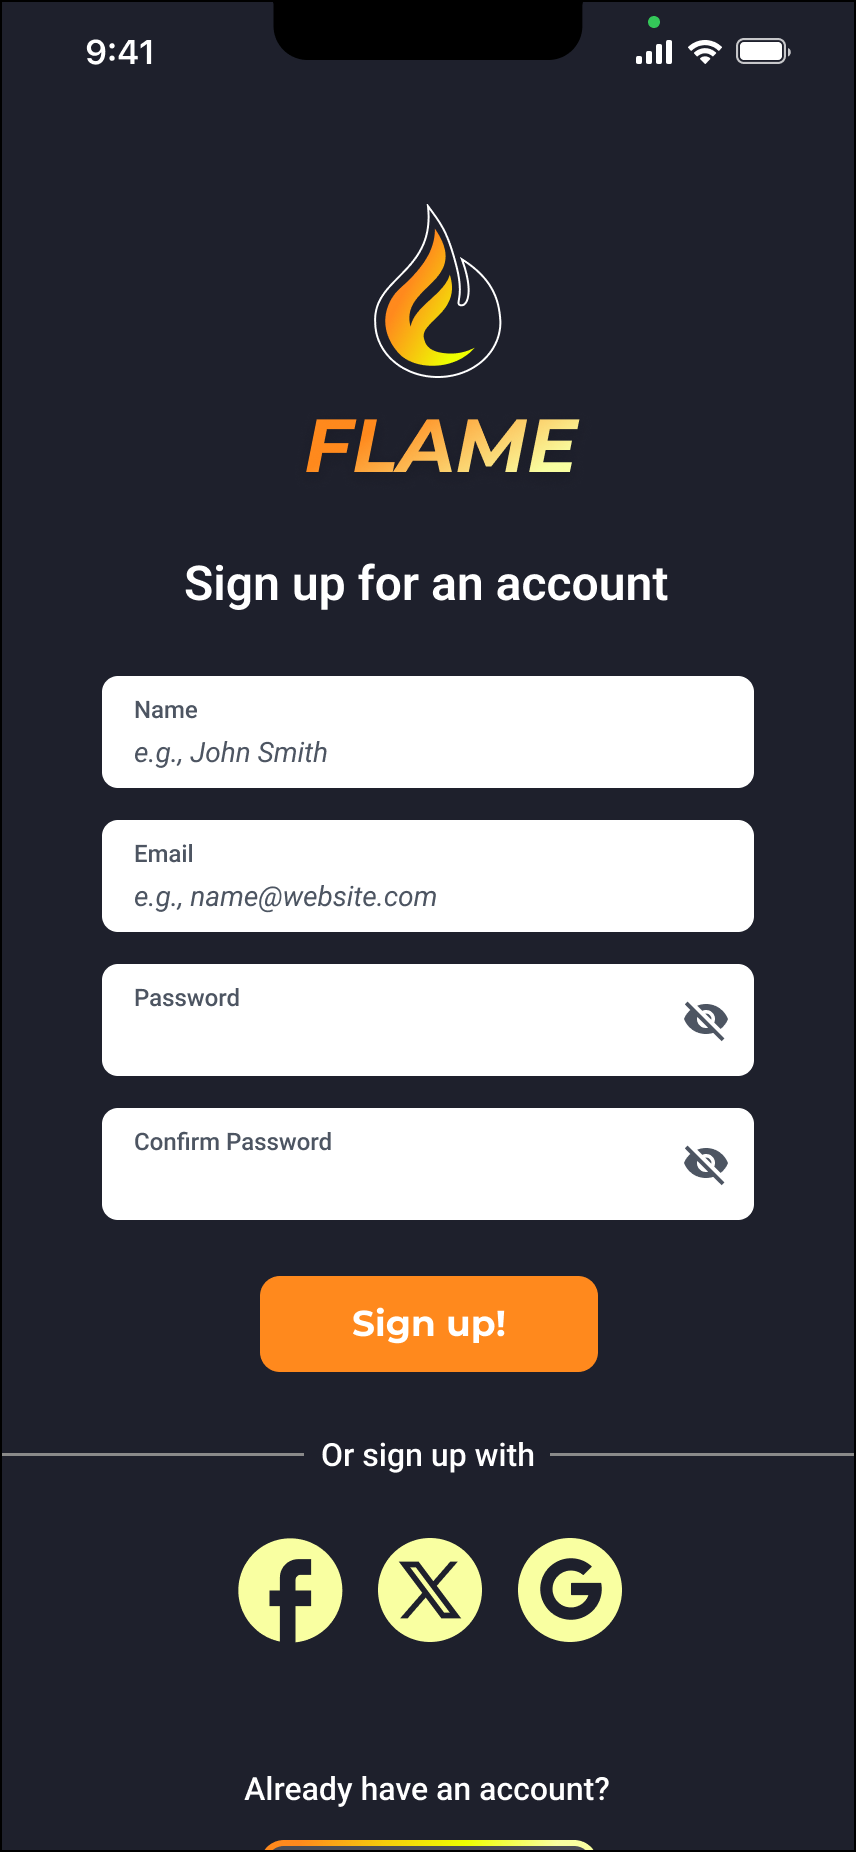 9:41
FLAME
Sign up for an account
Name
e.g., John Smith
Email
e.g., name@website.com
Password
Confirm Password
Sign up!
Or sign up with
Already have an account?